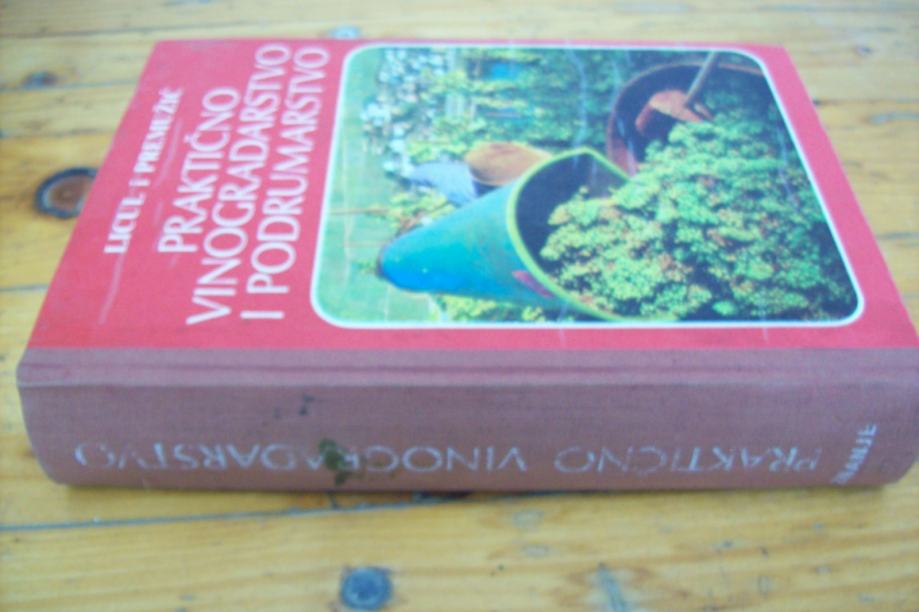 LICUL i PREMUŽIĆ
PRAKTIČNO
VINOGRADARSTVO
I PODRUMARSTVO
PRAKTIČNO VINOGRADARSTVO
ZNANJE